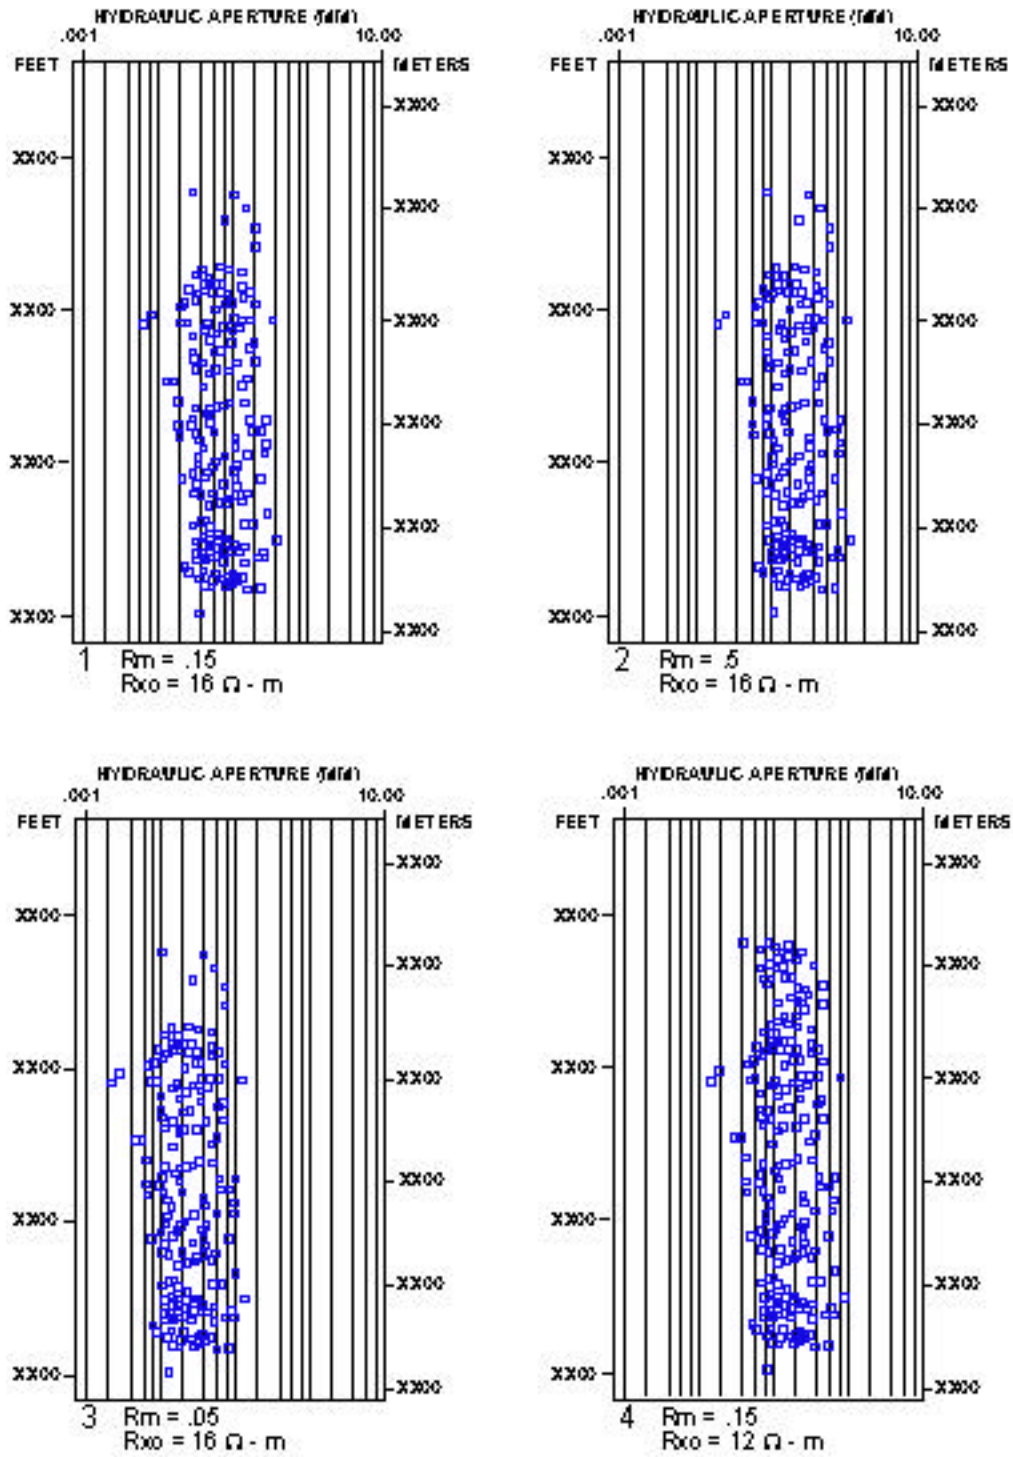 HYDRAULIC APERTURE (MM)
.001 10.00
FEET METERS
XX00
XX00
XX00
XX00
XX00
XX00
XX00
XX00
XX00
XX00
1 Rm = .15
Rxo = 16 Ω - m
HYDRAULIC APERTURE (MM)
.001 10.00
FEET METERS
XX00
XX00
XX00
XX00
XX00
XX00
XX00
XX00
XX00
XX00
2 Rm = .5
Rxo = 16 Ω - m
HYDRAULIC APERTURE (MM)
.001 10.00
FEET METERS
XX00
XX00
XX00
XX00
XX00
XX00
XX00
XX00
XX00
XX00
3 Rm = .05
Rxo = 16 Ω - m
HYDRAULIC APERTURE (MM)
.001 10.00
FEET METERS
XX00
XX00
XX00
XX00
XX00
XX00
XX00
XX00
XX00
XX00
4 Rm = .15
Rxo = 12 Ω - m